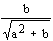 b
√(a² + b)